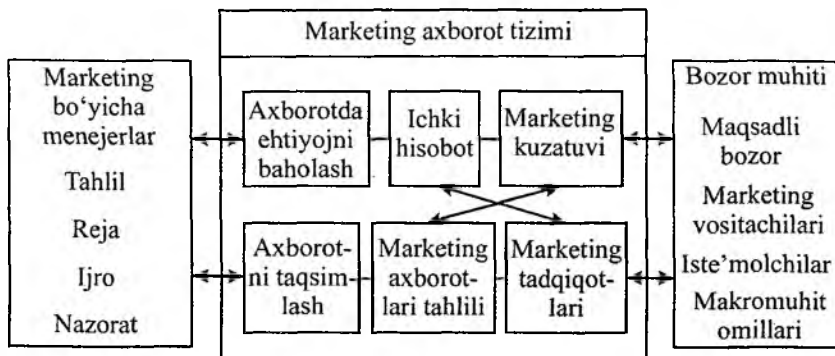 Marketing axborot tizimi
Marketing
bo‘yicha
menejerlar
Tahlil
Reja
Ijro
Nazorat
Axborotda
ehtiyojni
baholash
Ichki
hisobot
Marketing
kuzatuvi
Axborot-
ni taqsim-
lash
Marketing
axborot-
lari tahlili
Marketing
tadqiqot-
lari
Bozor muhiti
Maqsadli
bozor
Marketing
vositachilari
Iste’molchilar
Makromuhit
omillari